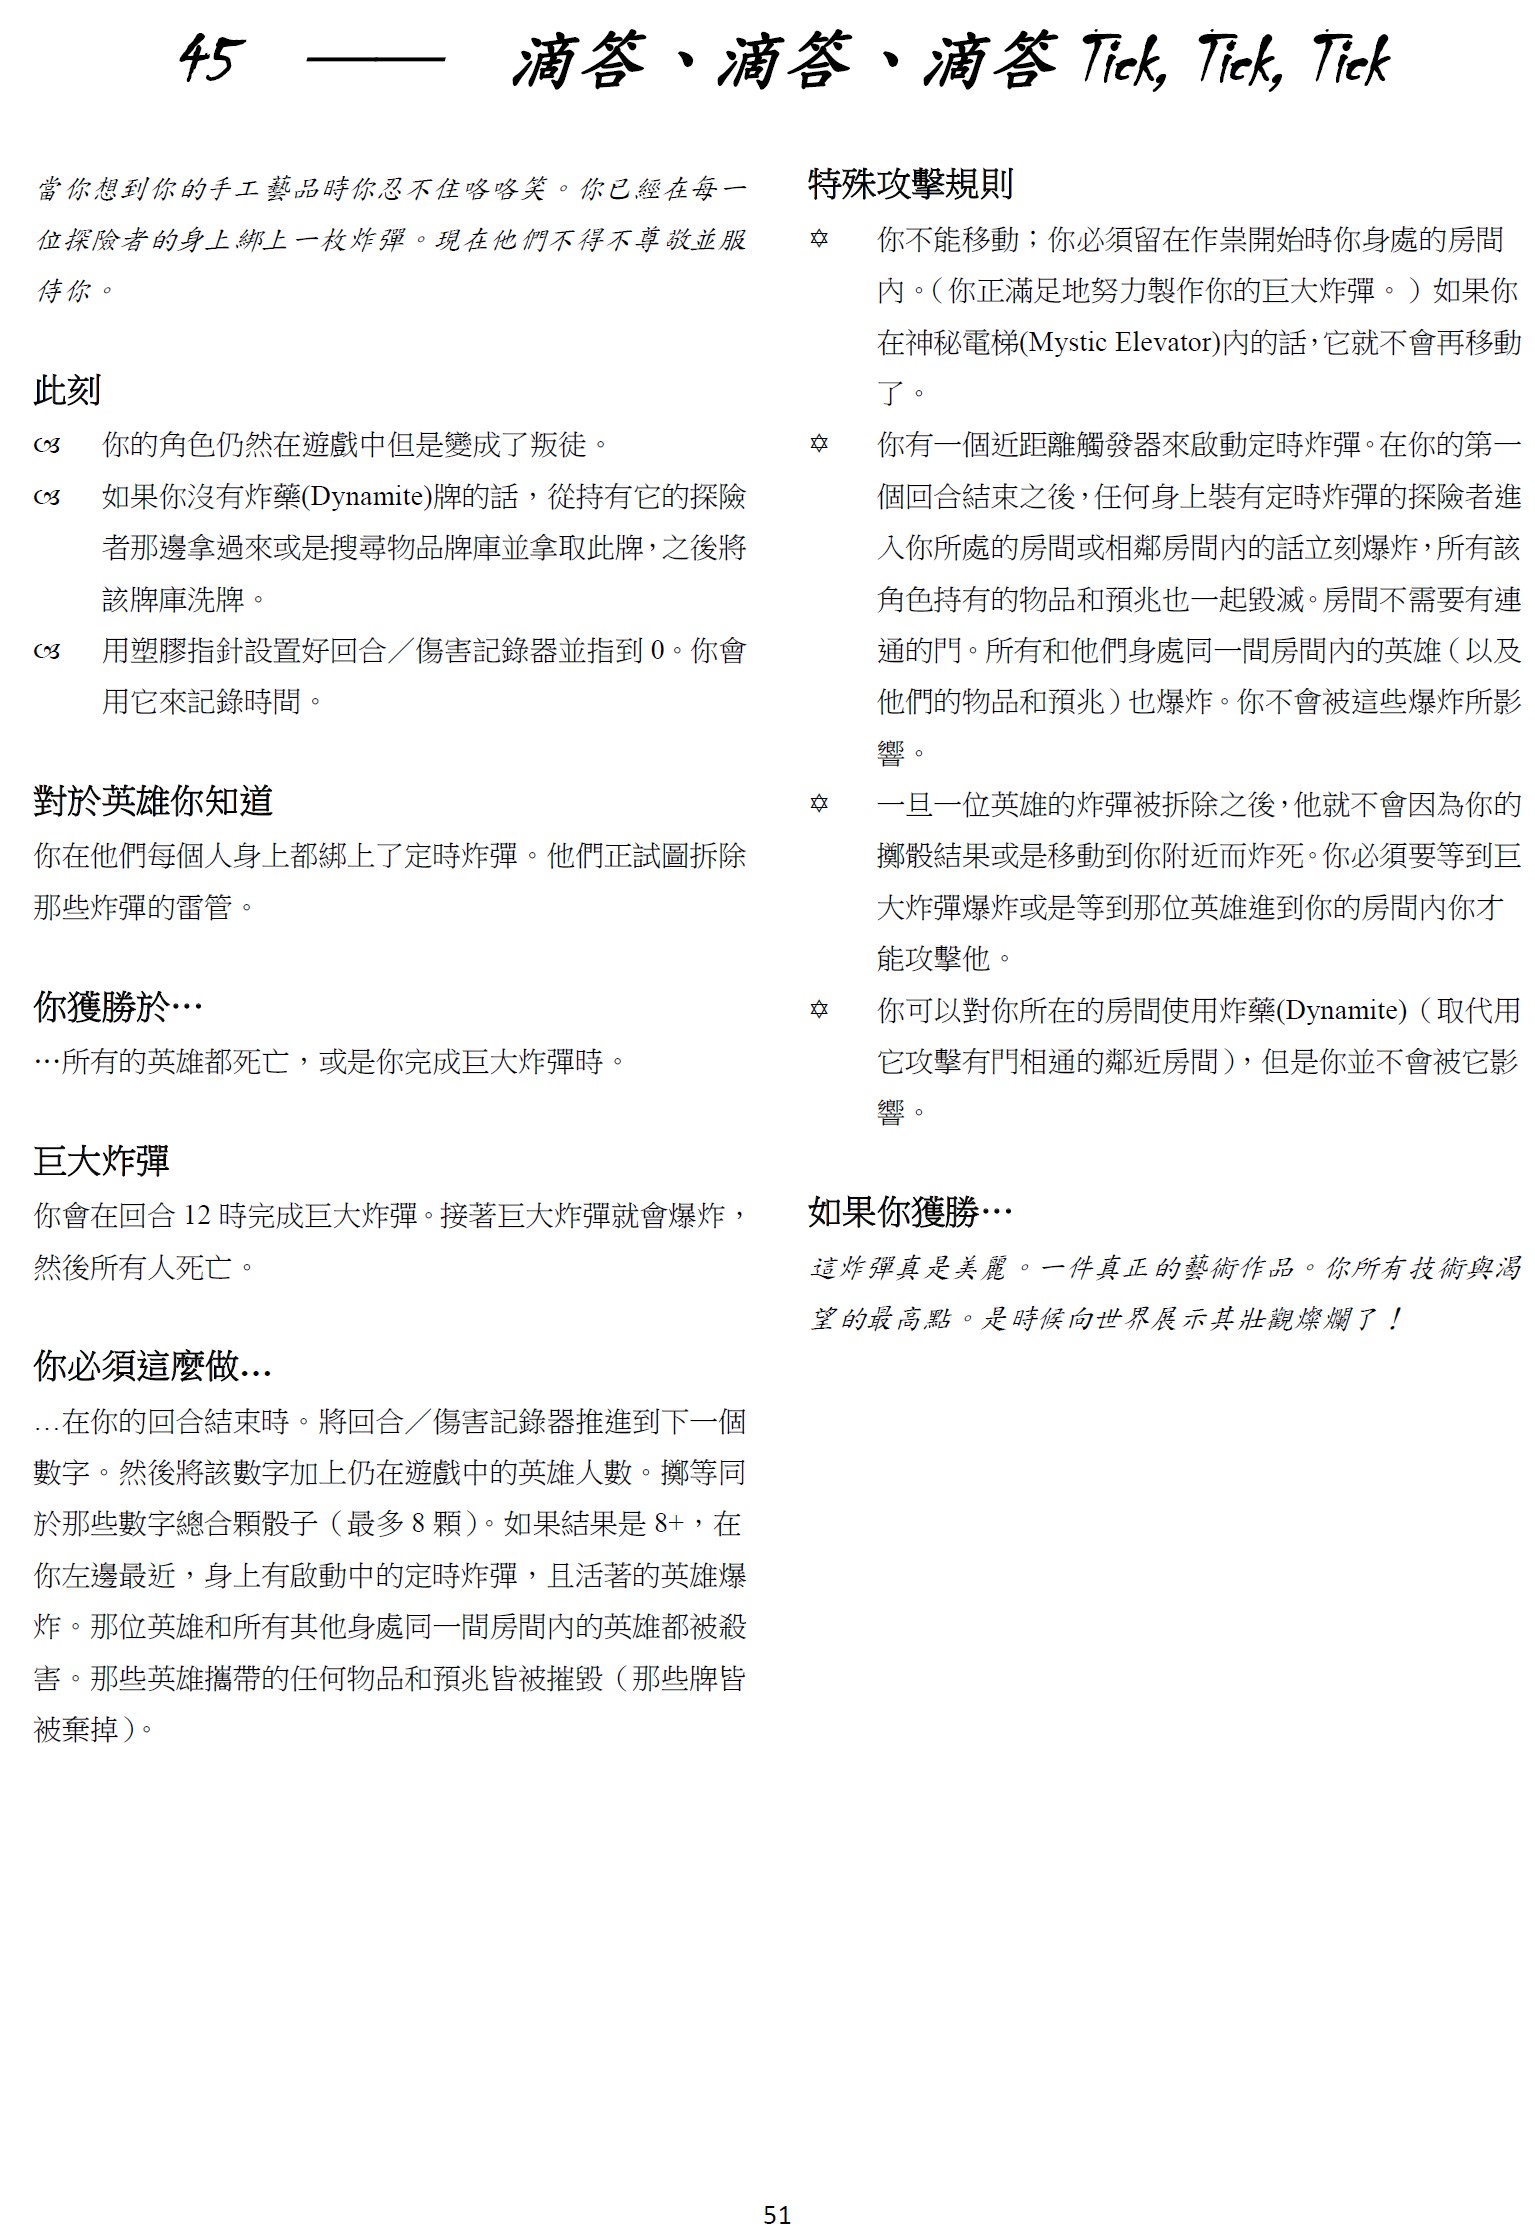 45 —— 滴答、滴答、滴答 Tick, Tick, Tick
當你想到你的手工藝品時你忍不住咯咯笑。你已經在每一
位探險者的身上綁上一枚炸彈。現在他們不得不尊敬並服
侍你。
此刻
你的角色仍然在遊戲中但是變成了叛徒。
如果你沒有炸藥(Dynamite)牌的話，從持有它的探險
者那邊拿過來或是搜尋物品牌庫並拿取此牌，之後將
該牌庫洗牌。
用塑膠指針設置好回合／傷害記錄器並指到 0。你會
用它來記錄時間。
對於英雄你知道
你在他們每個人身上都綁上了定時炸彈。他們正試圖拆除
那些炸彈的雷管。
你獲勝於…
…所有的英雄都死亡，或是你完成巨大炸彈時。
巨大炸彈
你會在回合 12 時完成巨大炸彈。接著巨大炸彈就會爆炸，
然後所有人死亡。
你必須這麼做…
…在你的回合結束時。將回合／傷害記錄器推進到下一個
數字。然後將該數字加上仍在遊戲中的英雄人數。擲等同
於那些數字總合顆骰子（最多 8 顆）。如果結果是 8+，在
你左邊最近，身上有啟動中的定時炸彈，且活著的英雄爆
炸。那位英雄和所有其他身處同一間房間內的英雄都被殺
害。那些英雄攜帶的任何物品和預兆皆被摧毀（那些牌皆
被棄掉）。
特殊攻擊規則
✡ 你不能移動；你必須留在作祟開始時你身處的房間
內。（你正滿足地努力製作你的巨大炸彈。）如果你
在神秘電梯(Mystic Elevator)內的話，它就不會再移動
了。
✡ 你有一個近距離觸發器來啟動定時炸彈。在你的第一
個回合結束之後，任何身上裝有定時炸彈的探險者進
入你所處的房間或相鄰房間內的話立刻爆炸，所有該
角色持有的物品和預兆也一起毀滅。房間不需要有連
通的門。所有和他們身處同一間房間內的英雄（以及
他們的物品和預兆）也爆炸。你不會被這些爆炸所影
響。
✡ 一旦一位英雄的炸彈被拆除之後，他就不會因為你的
擲骰結果或是移動到你附近而炸死。你必須要等到巨
大炸彈爆炸或是等到那位英雄進到你的房間內你才
能攻擊他。
✡ 你可以對你所在的房間使用炸藥(Dynamite)（取代用
它攻擊有門相通的鄰近房間），但是你並不會被它影
響。
如果你獲勝…
這炸彈真是美麗。一件真正的藝術作品。你所有技術與渴
望的最高點。是時候向世界展示其壯觀燦爛了！
51